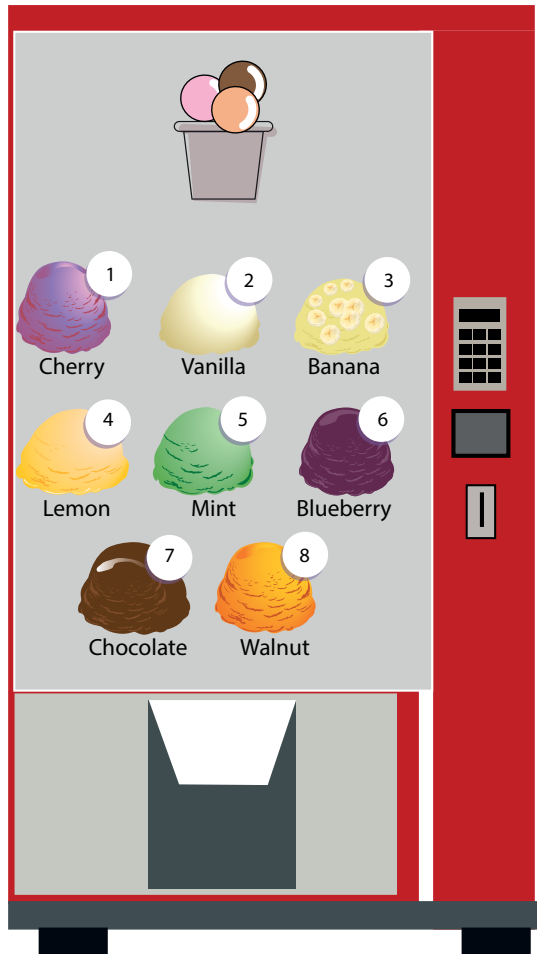 1
2
3
Cherry
Vanilla
Banana
4
5
6
Lemon
Mint
Blueberry
7
8
Chocolate
Walnut